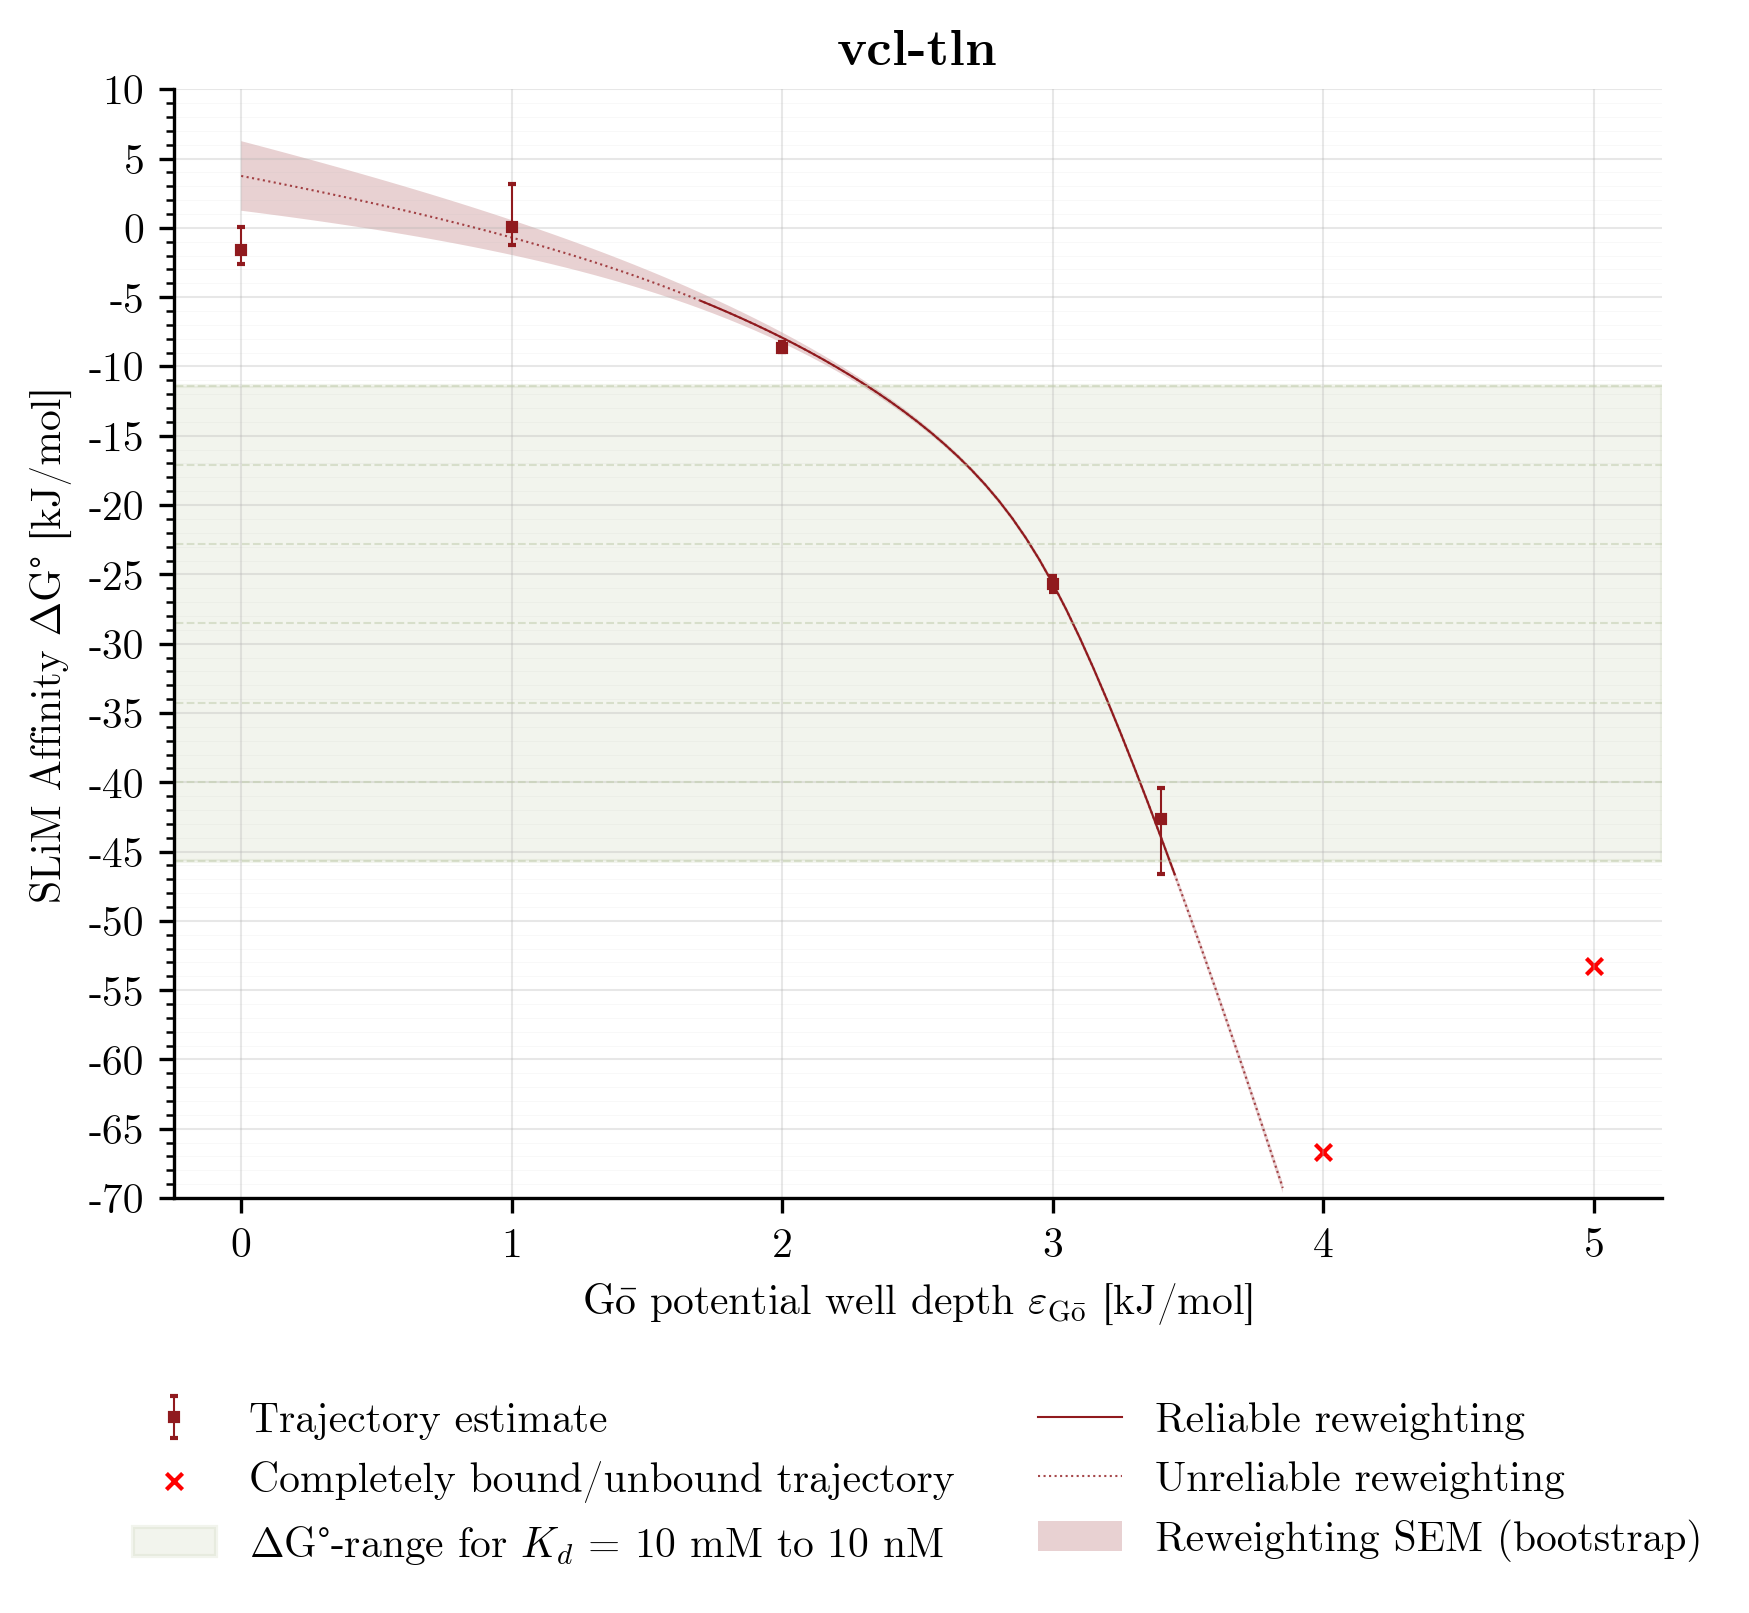 vcl-tln
10
5
0
-5
-10
-15
-20
-25
-30
-35
-40
-45
-50
-55
-60
-65
-70
SLiM Affinity ΔG° [kJ/mol]
0 1 2 3 4 5
Gō potential well depth ε_Gō [kJ/mol]
Trajectory estimate
Completely bound/unbound trajectory
ΔG°-range for K_d = 10 mM to 10 nM
Reliable reweighting
Unreliable reweighting
Reweighting SEM (bootstrap)